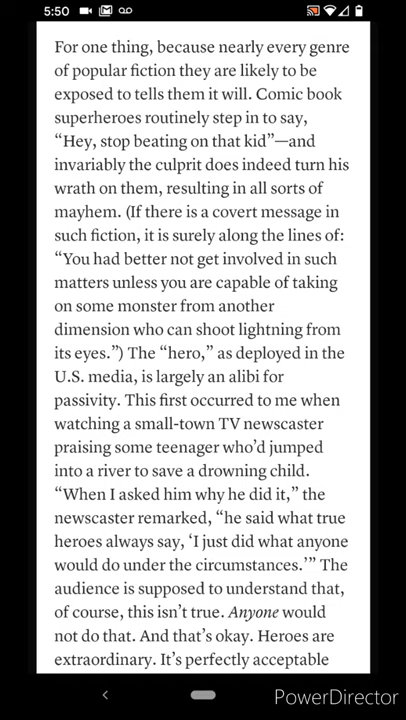 5:50
For one thing, because nearly every genre
of popular fiction they are likely to be
exposed to tells them it will. Comic book
superheroes routinely step in to say,
“Hey, stop beating on that kid”—and
invariably the culprit does indeed turn his
wrath on them, resulting in all sorts of
mayhem. (If there is a covert message in
such fiction, it is surely along the lines of:
“You had better not get involved in such
matters unless you are capable of taking
on some monster from another
dimension who can shoot lightning from
its eyes.”) The “hero,” as deployed in the
U.S. media, is largely an alibi for
passivity. This first occurred to me when
watching a small-town TV newscaster
praising some teenager who’d jumped
into a river to save a drowning child.
“When I asked him why he did it,” the
newscaster remarked, “he said what true
heroes always say, ‘I just did what anyone
would do under the circumstances.’” The
audience is supposed to understand that,
of course, this isn’t true. Anyone would
not do that. And that’s okay. Heroes are
extraordinary. It’s perfectly acceptable
PowerDirector